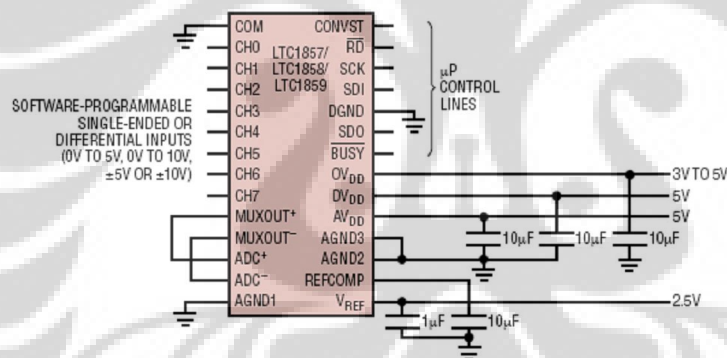 COM
CH0
CH1
CH2
CH3
CH4
CH5
CH6
CH7
MUXOUT+
MUXOUT−
ADC+
ADC−
AGND1
LTC1857/
LTC1858/
LTC1859
CONVST
RD
SCK
SDI
DGND
SDO
BUSY
OVDD
DVDD
AVDD
AGND3
AGND2
REFCOMP
VREF
SOFTWARE-PROGRAMMABLE
SINGLE-ENDED OR
DIFFERENTIAL INPUTS
(0V TO 5V, 0V TO 10V,
±5V OR ±10V)
µP
CONTROL
LINES
3V TO 5V
5V
5V
10µF
10µF
10µF
2.5V
1µF
10µF